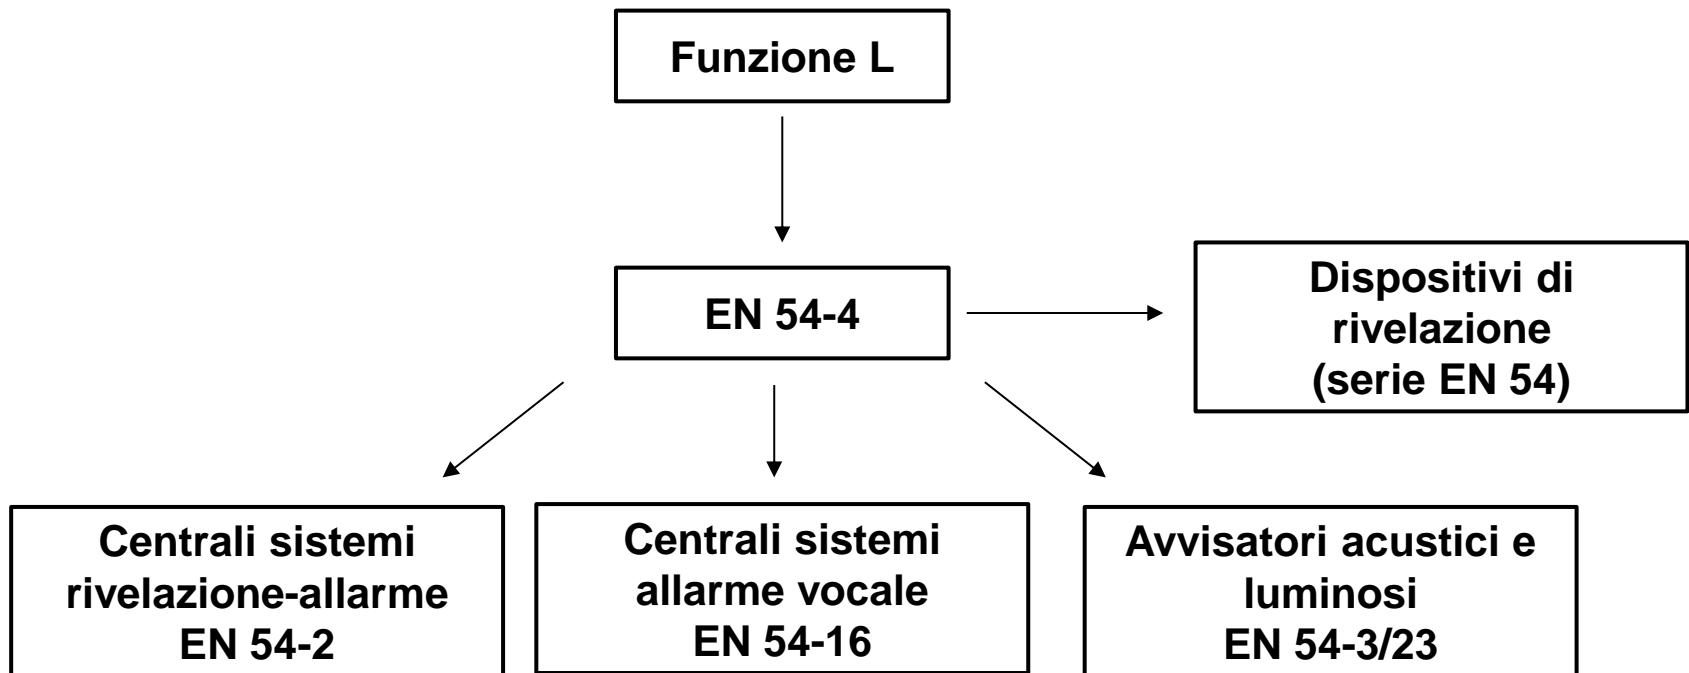 Funzione L
EN 54-4
Dispositivi di
rivelazione
(serie EN 54)
Centrali sistemi
rivelazione-allarme
EN 54-2
Centrali sistemi
allarme vocale
EN 54-16
Avvisatori acustici e
luminosi
EN 54-3/23